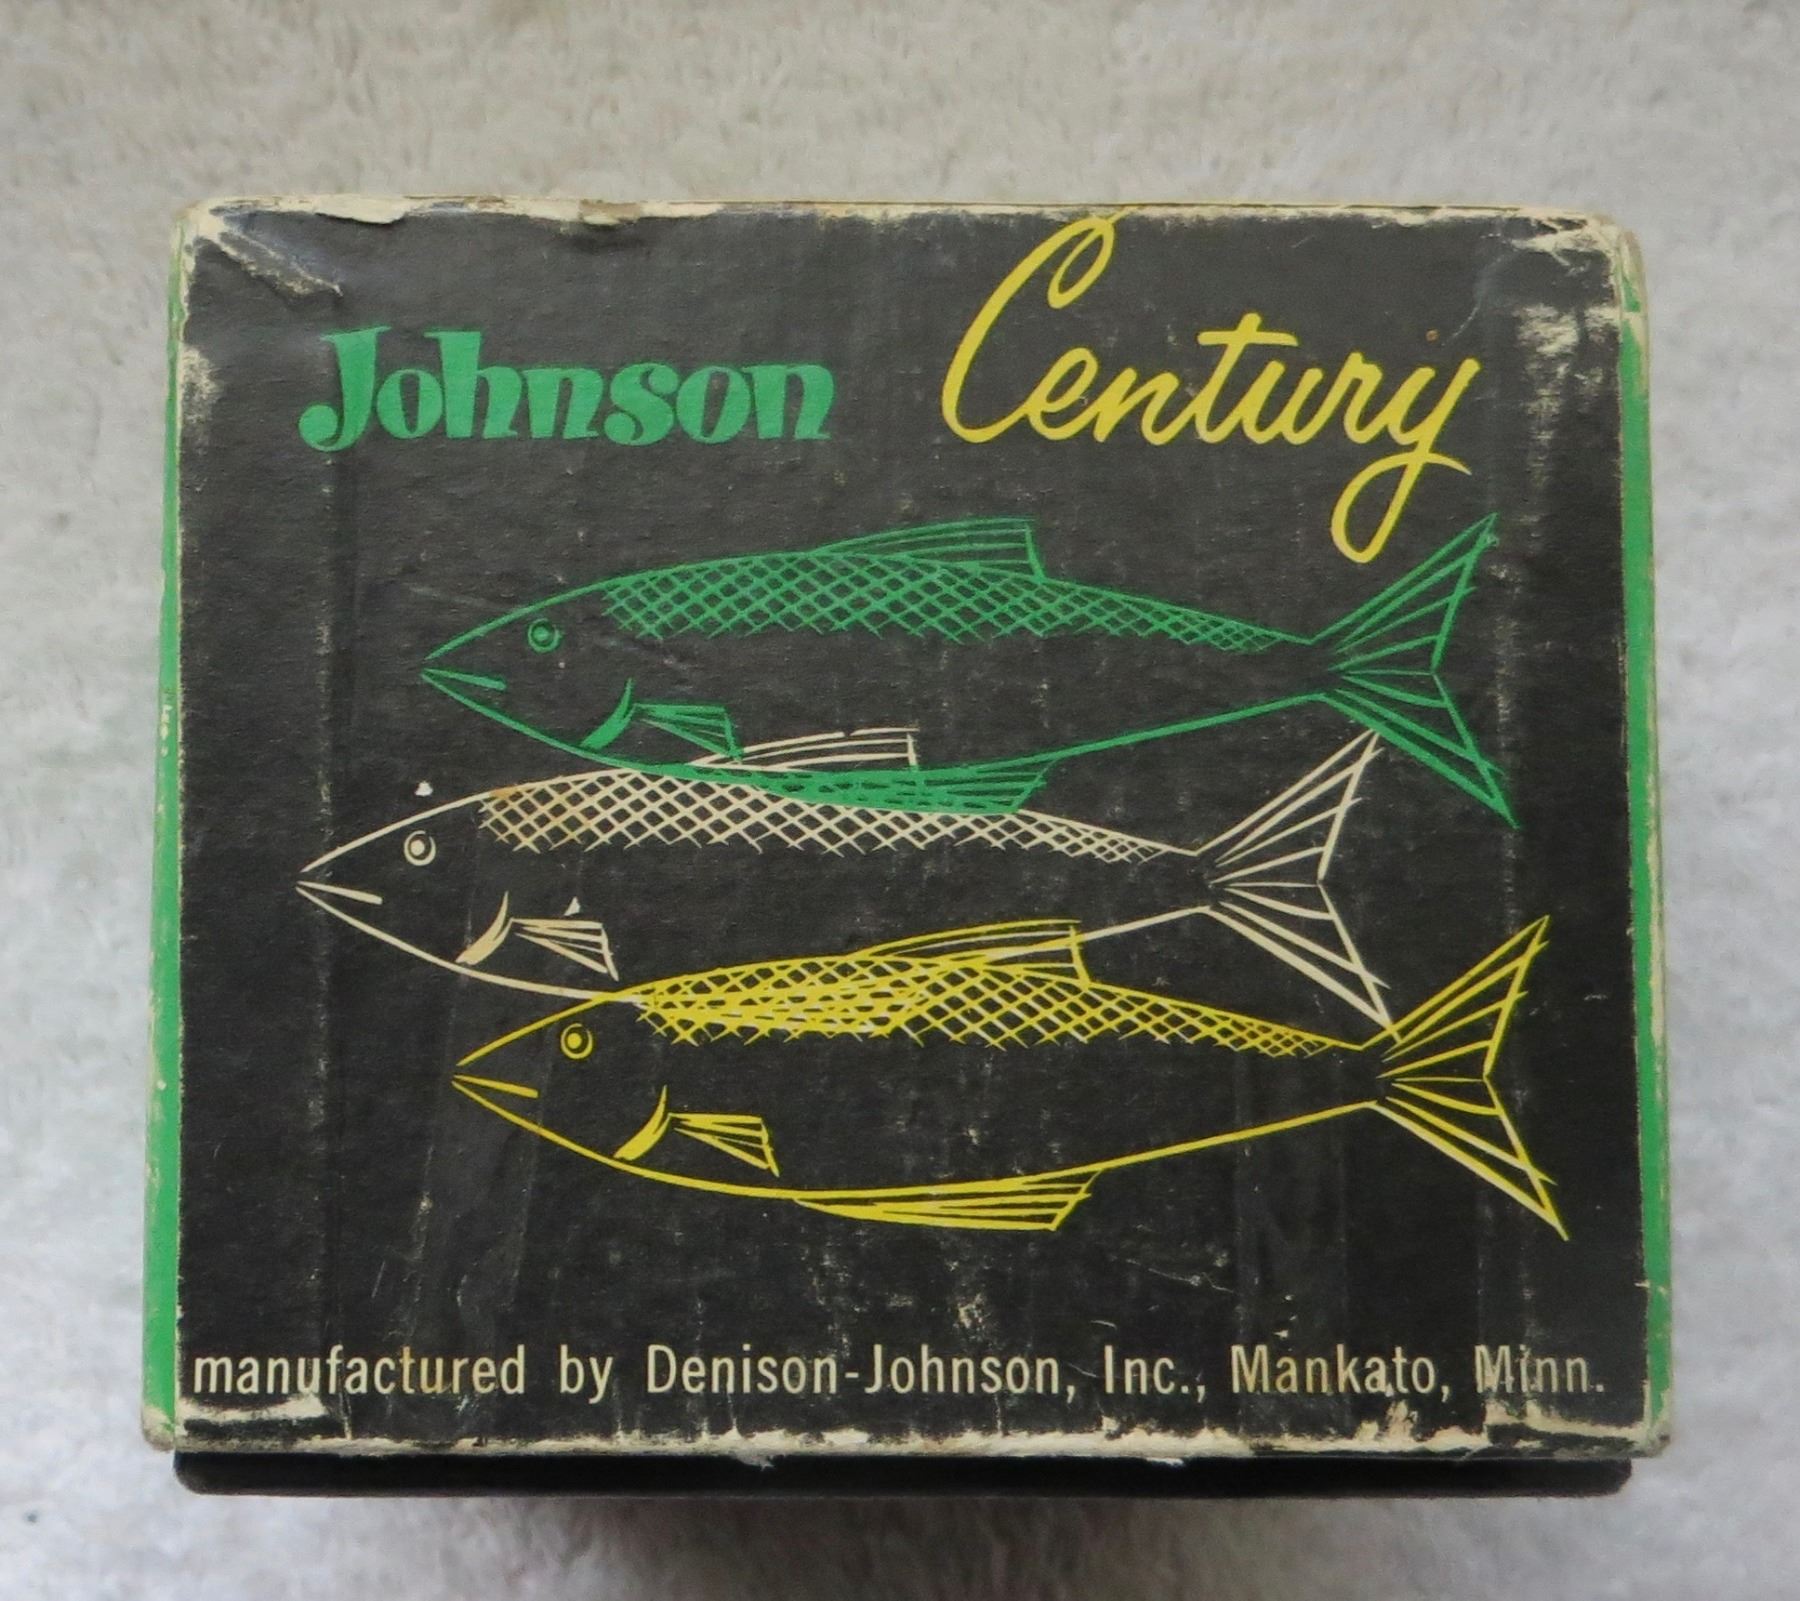 Johnson Century
manufactured by Denison-Johnson, Inc., Mankato, Minn.